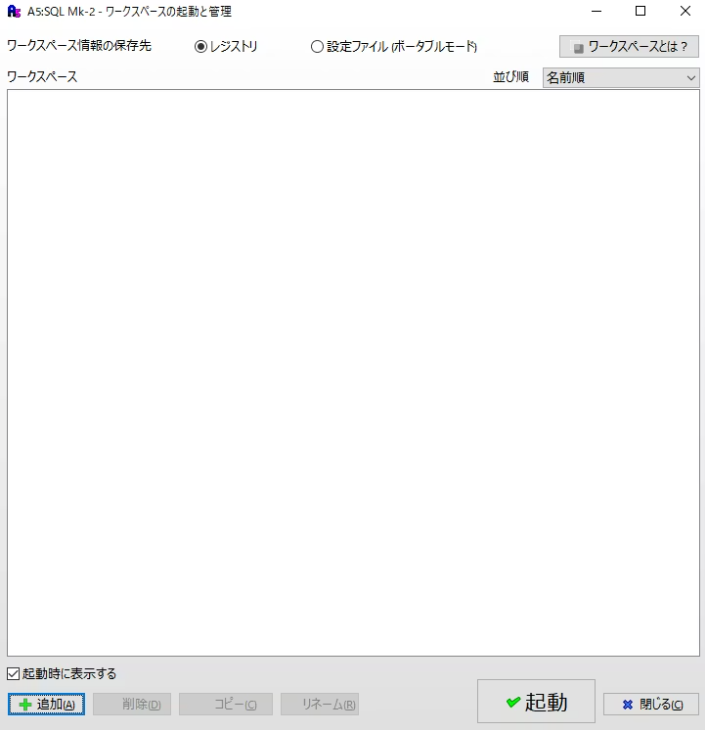 A5:SQL Mk-2 - ワークスペースの起動と管理
ワークスペース情報の保存先 レジストリ 設定ファイル (ポータブルモード) ワークスペースとは？
ワークスペース 並び順 名前順
起動時に表示する
追加(A) 削除(D) コピー(C) リネーム(R) 起動 閉じる(C)